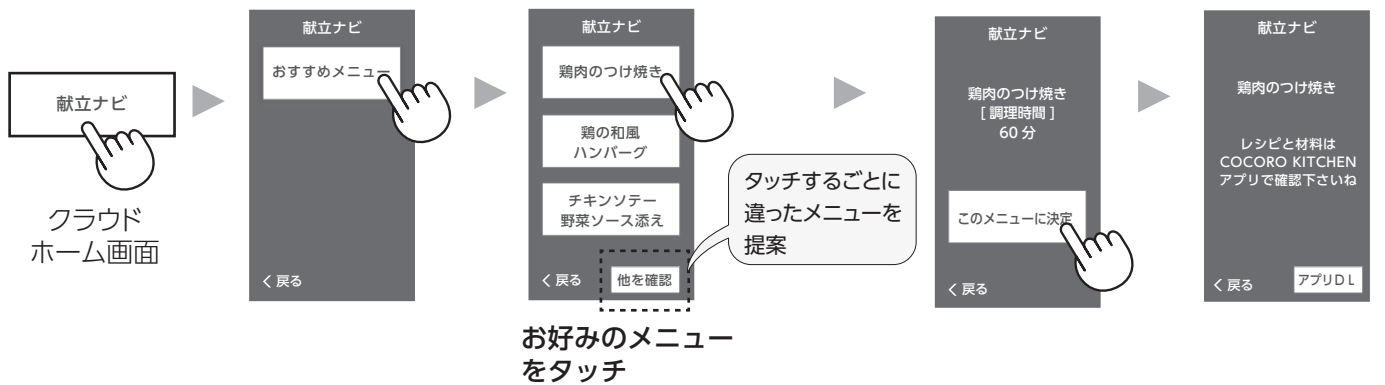 献立ナビ
クラウド
ホーム画面
献立ナビ
おすすめメニュー
く 戻る
献立ナビ
鶏肉のつけ焼き
鶏の和風
ハンバーグ
チキンソテー
野菜ソース添え
く 戻る
他を確認
お好みのメニュー
をタッチ
タッチするごとに
違ったメニューを
提案
献立ナビ
鶏肉のつけ焼き
[ 調理時間 ]
60 分
このメニューに決定
く 戻る
献立ナビ
鶏肉のつけ焼き
レシピと材料は
COCORO KITCHEN
アプリで確認下さいね
く 戻る
アプリD L